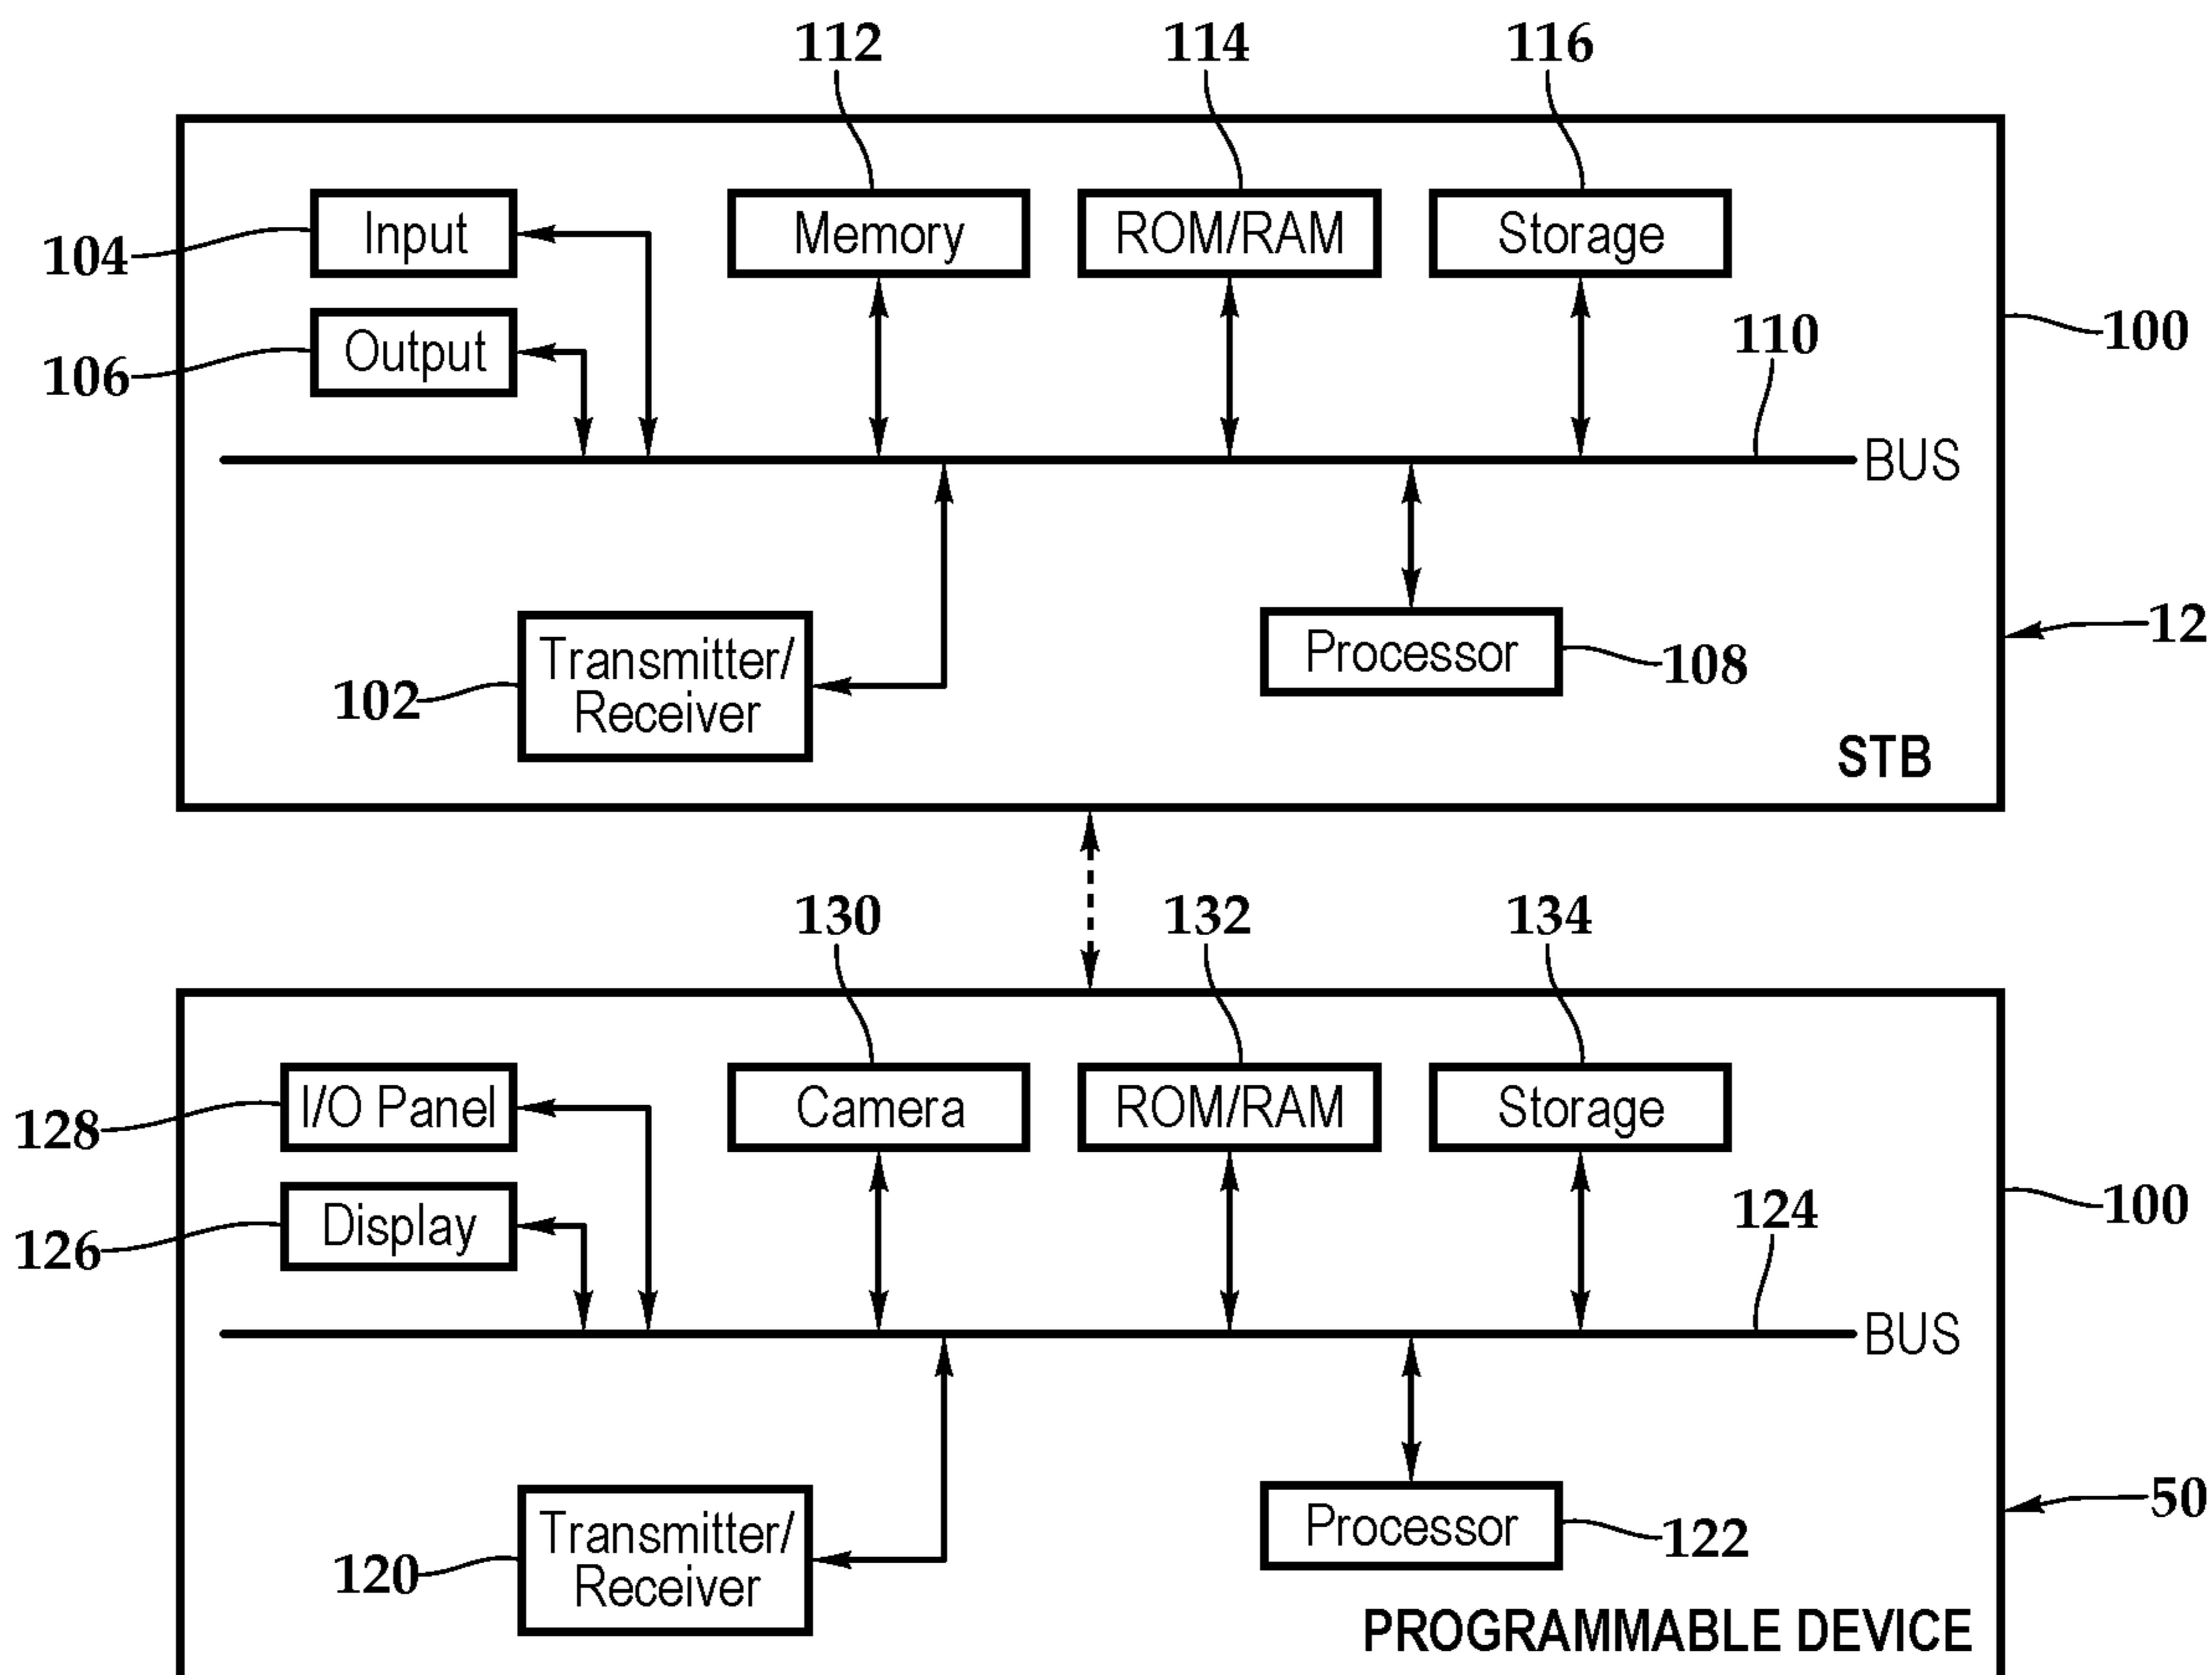 112 114 116
Input Memory ROM/RAM Storage
104
Output
106
110
100
BUS
12
Transmitter/
Receiver
102
Processor
108
STB
130 132 134
I/O Panel Camera ROM/RAM Storage
128
Display
126
124
100
BUS
50
Transmitter/
Receiver
120
Processor
122
PROGRAMMABLE DEVICE